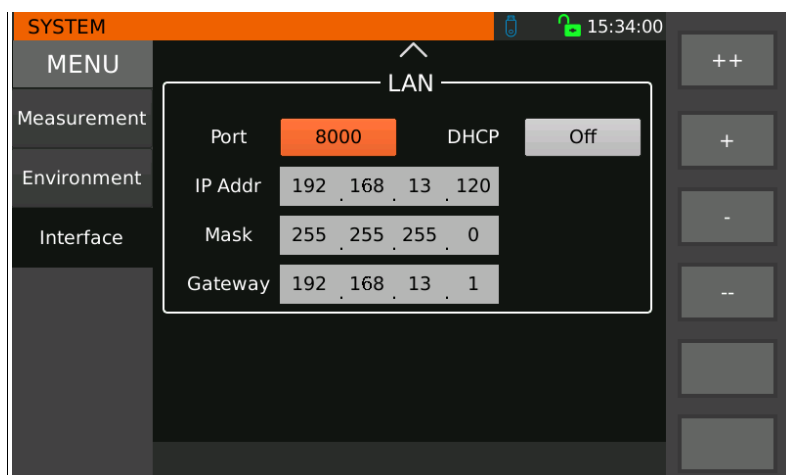 SYSTEM 15:34:00
MENU
LAN
Measurement
Environment
Interface
Port 8000 DHCP Off
IP Addr 192 . 168 . 13 . 120
Mask 255 . 255 . 255 . 0
Gateway 192 . 168 . 13 . 1
++
+
-
--